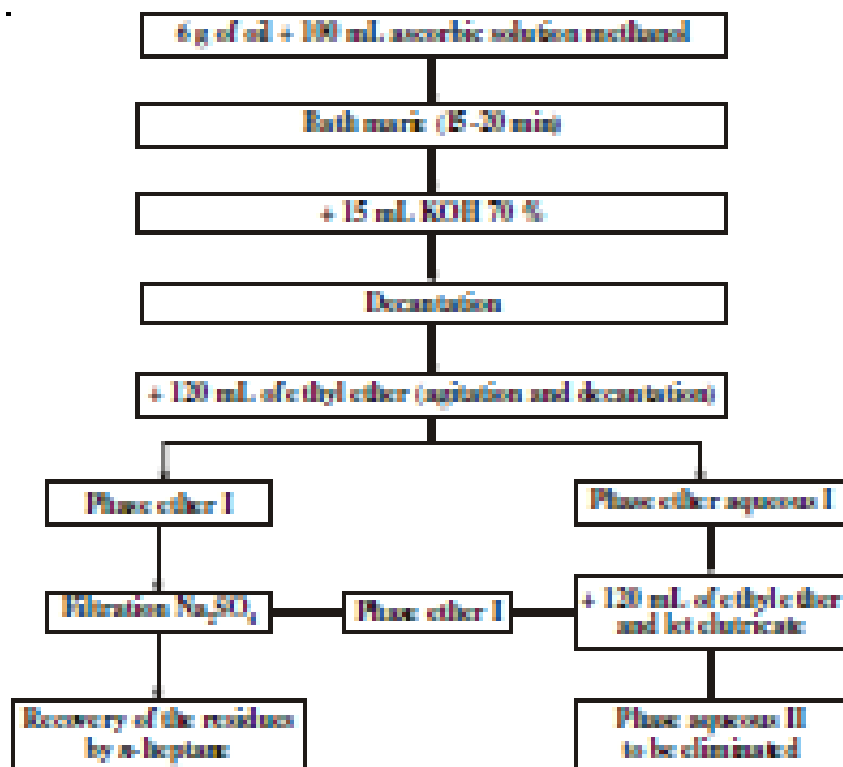 6 g of oil + 100 mL ascorbic solution methanol
Bath marie (15-20 min)
+ 15 mL KOH 70 %
Decantation
+ 120 mL of ethyl ether (agitation and decantation)
Phase ether I
Phase ether aqueous I
Filtration Na₂SO₄
Phase ether I
+ 120 mL of ethyl ether
and let elutricate
Recovery of the residues
by n-heptane
Phase aqueous II
to be eliminated